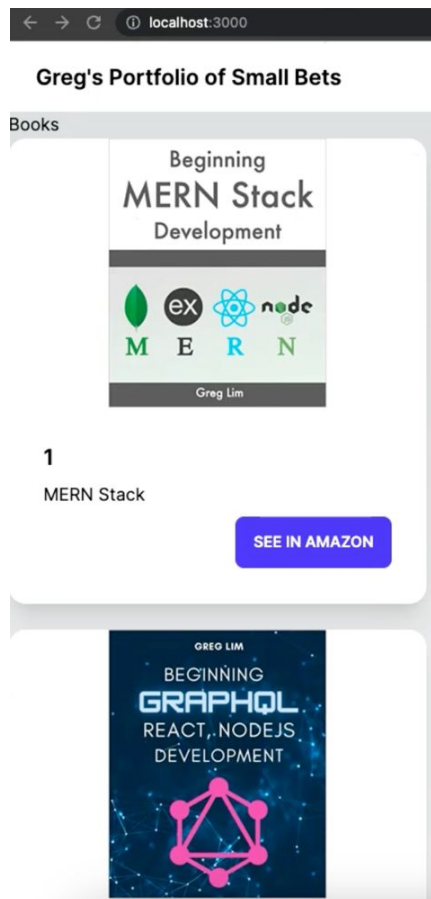 localhost:3000
Greg's Portfolio of Small Bets
Books
Beginning
MERN Stack
Development
ex
node
JS
M E R N
Greg Lim
1
MERN Stack
SEE IN AMAZON
GREG LIM
BEGINNING
GRAPHQL
REACT, NODEJS
DEVELOPMENT